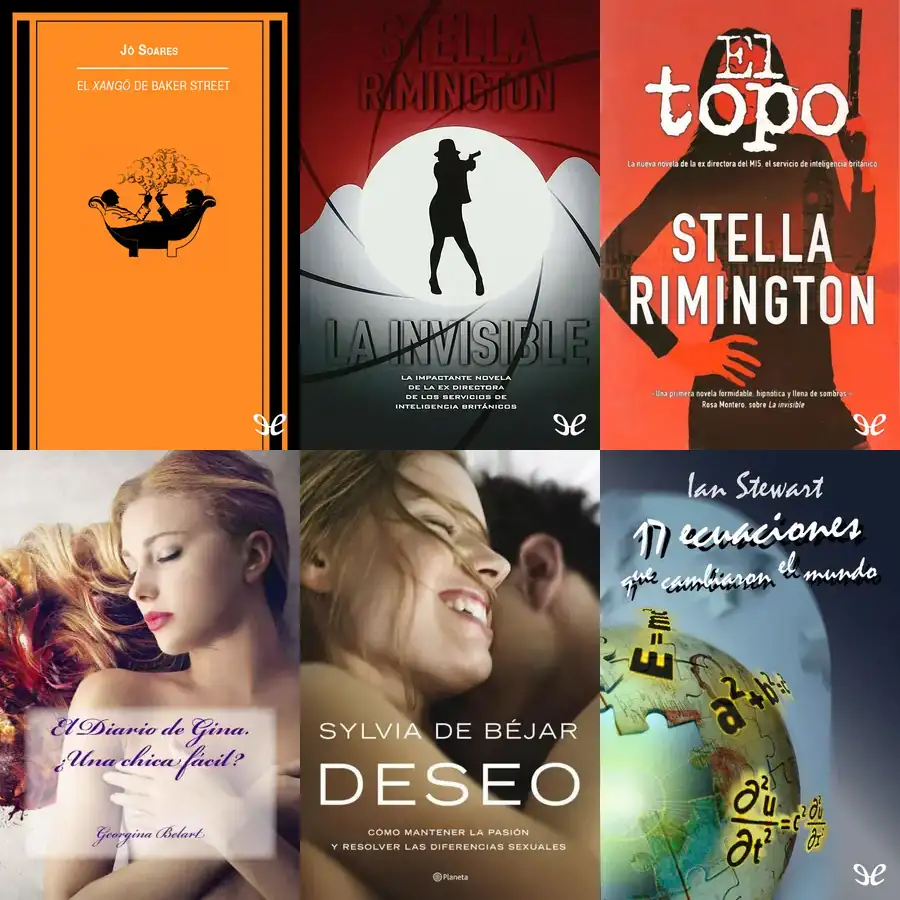 Jô Soares
EL XANGÔ DE BAKER STREET
STELLA
RIMINGTON
LA INVISIBLE
LA IMPACTANTE NOVELA
DE LA EX DIRECTORA
DE LOS SERVICIOS DE
INTELIGENCIA BRITÁNICOS
El
topo
La nueva novela de la ex directora del MI5, el servicio de inteligencia británico.
STELLA
RIMINGTON
«Una primera novela formidable, hipnótica y llena de sombras.»
Rosa Montero, sobre La invisible
El Diario de Gina.
¿Una chica fácil?
Georgina Belart
SYLVIA DE BÉJAR
DESEO
CÓMO MANTENER LA PASIÓN
Y RESOLVER LAS DIFERENCIAS SEXUALES
Planeta
Ian Stewart
17 ecuaciones
que cambiaron el mundo
a²+b²=c²